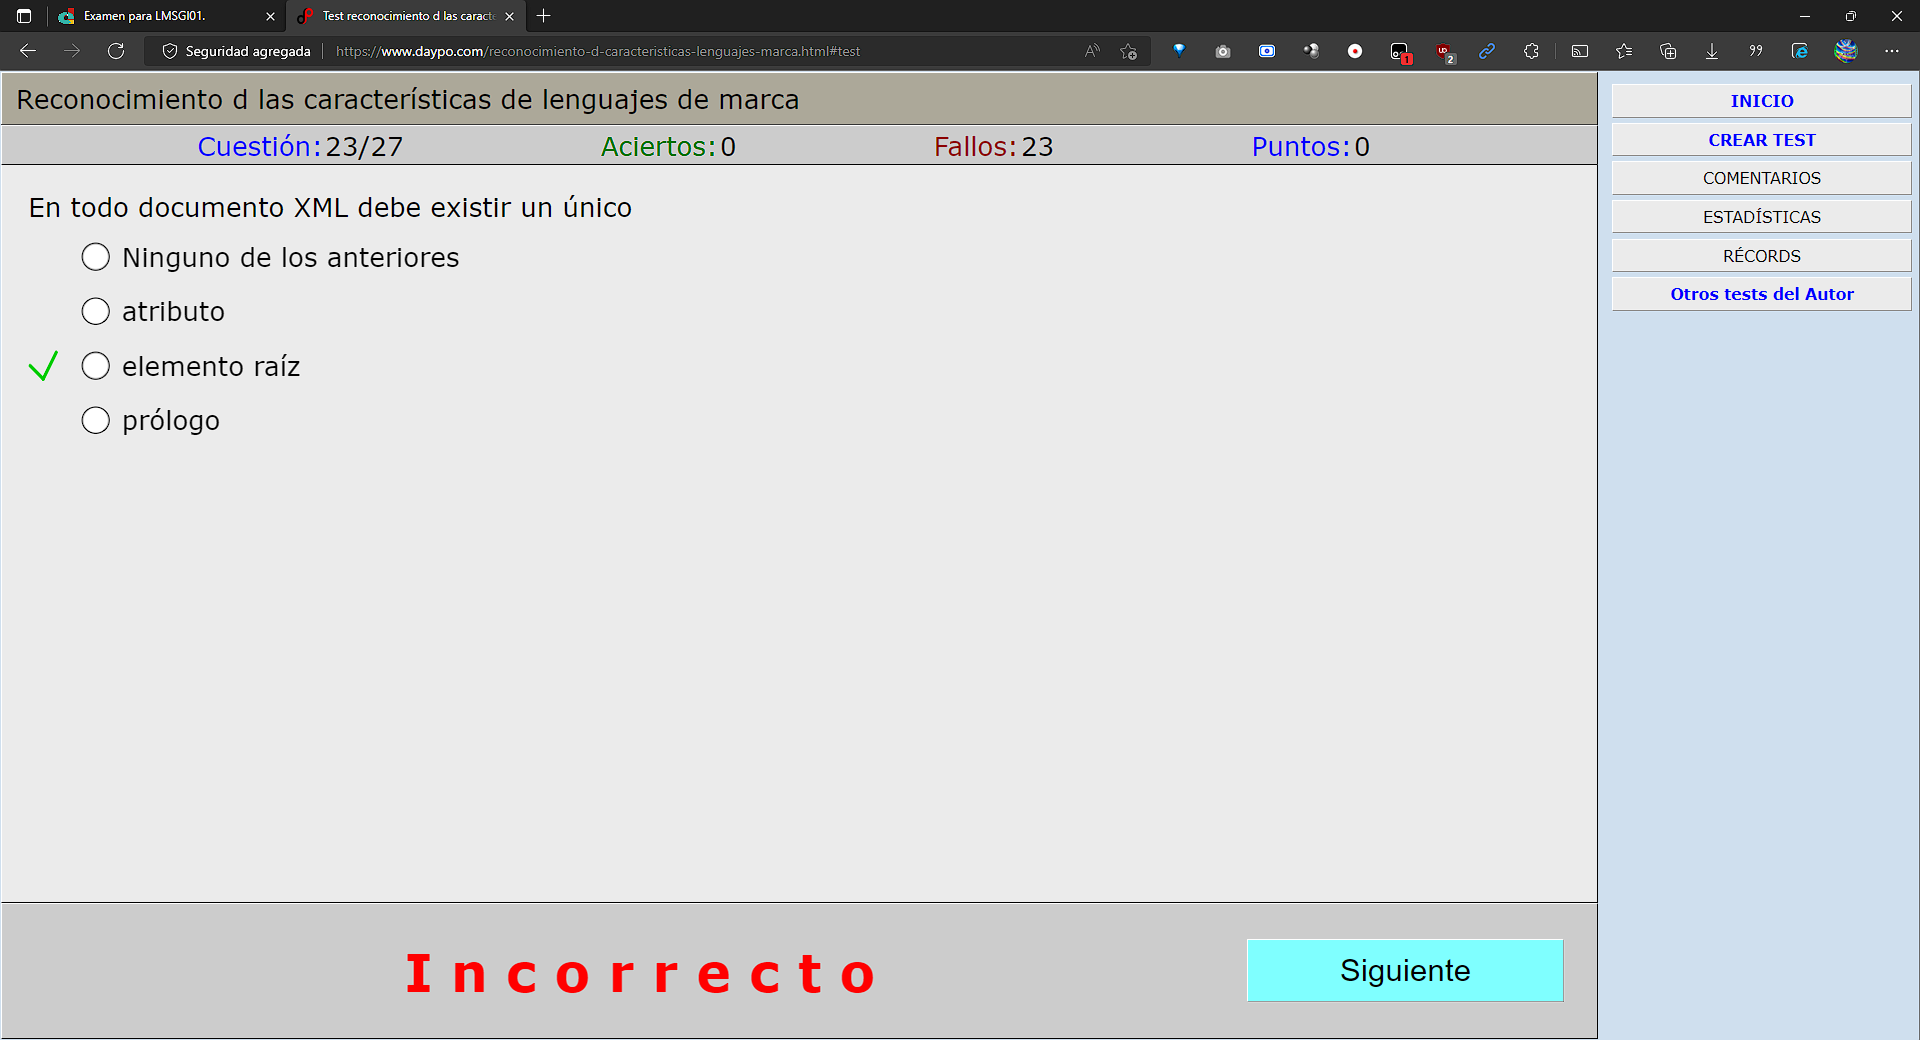 Examen para LMSGI01.
Test reconocimiento d las caracte
Seguridad agregada
https://www.daypo.com/reconocimiento-d-caracteristicas-lenguajes-marca.html#test
1
2
Reconocimiento d las características de lenguajes de marca
Cuestión: 23/27 Aciertos: 0 Fallos: 23 Puntos: 0
En todo documento XML debe existir un único
Ninguno de los anteriores
atributo
elemento raíz
prólogo
Incorrecto
Siguiente
INICIO
CREAR TEST
COMENTARIOS
ESTADÍSTICAS
RÉCORDS
Otros tests del Autor